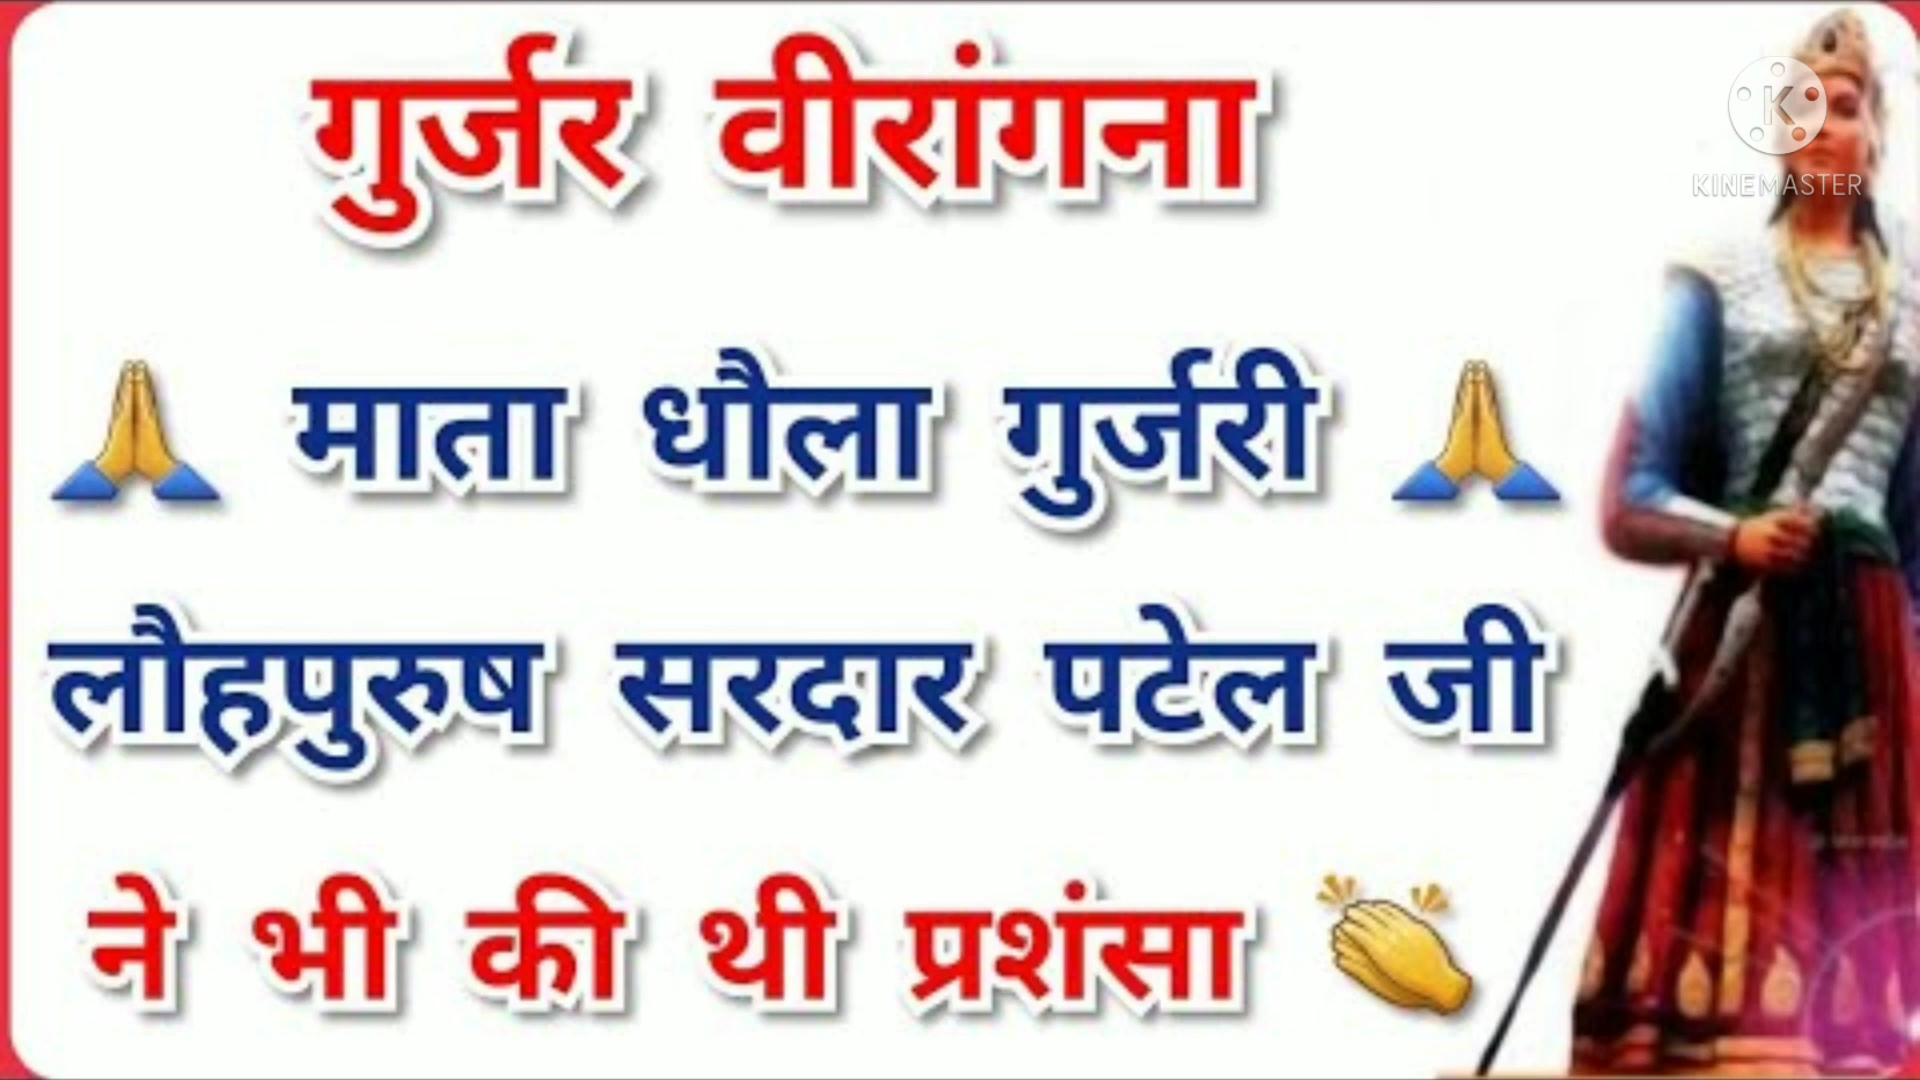 गुर्जर वीरांगना
🙏 माता धौला गुर्जरी 🙏
लौहपुरुष सरदार पटेल जी
ने भी की थी प्रशंसा 👏
K
KINEMASTER